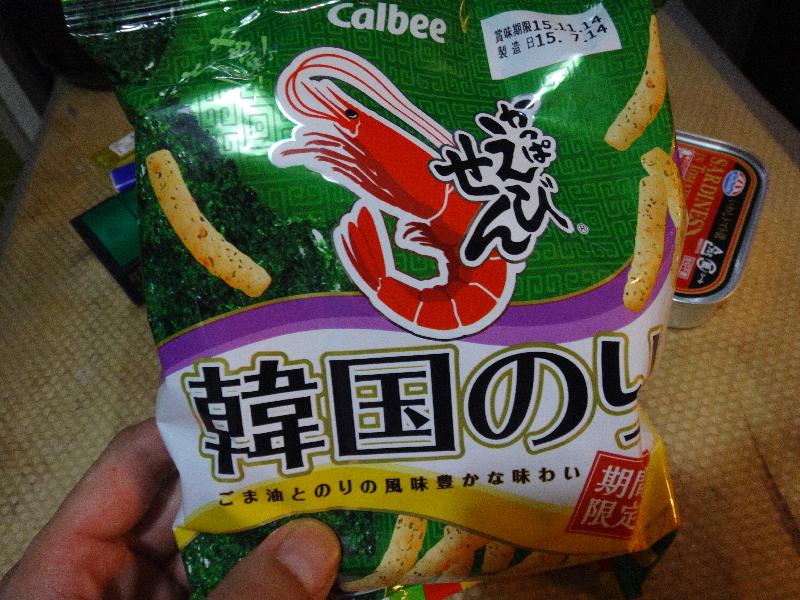 Calbee
賞味期限15.11.14
製造日15.7.14
かっぱ
えびせん
®
韓国のり
ごま油とのりの風味豊かな味わい
期間
限定
SARDINES